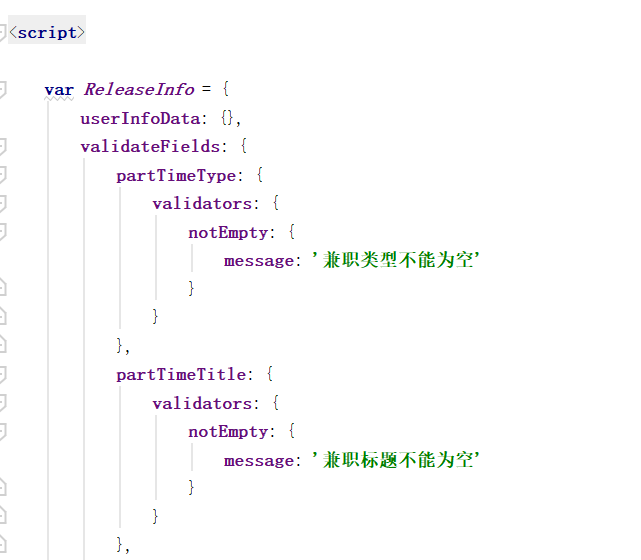 <script>
var ReleaseInfo = {
userInfoData: {},
validateFields: {
partTimeType: {
validators: {
notEmpty: {
message: '兼职类型不能为空'
}
}
},
partTimeTitle: {
validators: {
notEmpty: {
message: '兼职标题不能为空'
}
}
},